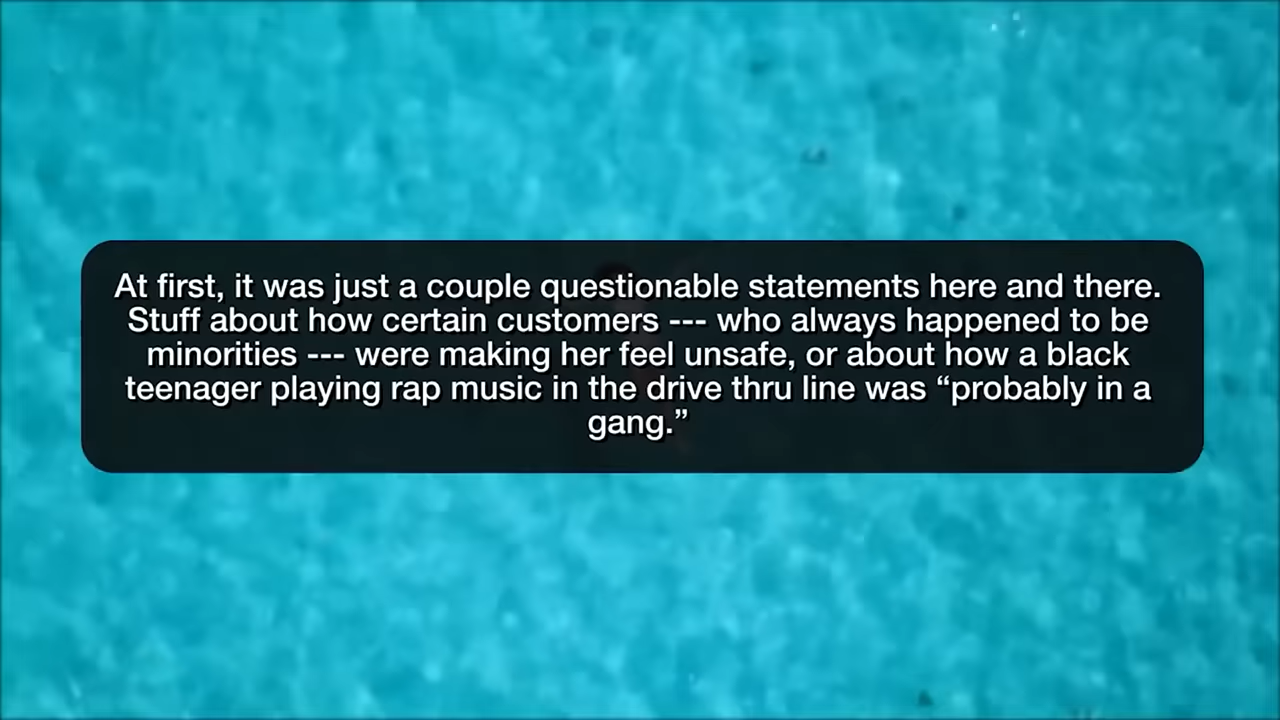 At first, it was just a couple questionable statements here and there.
Stuff about how certain customers --- who always happened to be
minorities --- were making her feel unsafe, or about how a black
teenager playing rap music in the drive thru line was “probably in a
gang.”